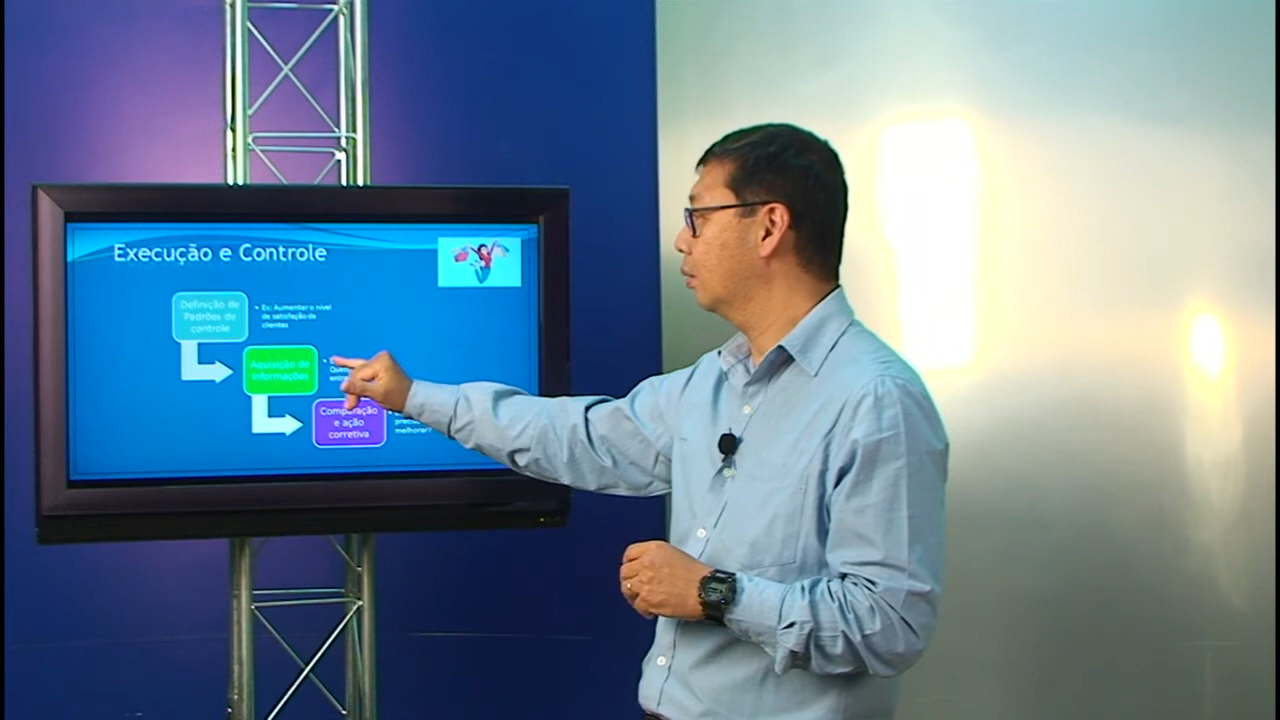 Execução e Controle
Definição de
Padrões de
controle
• Ex: Aumentar o nível
de satisfação de
clientes
Aquisição de
Informações
Comparação
e ação
corretiva
melhorar?